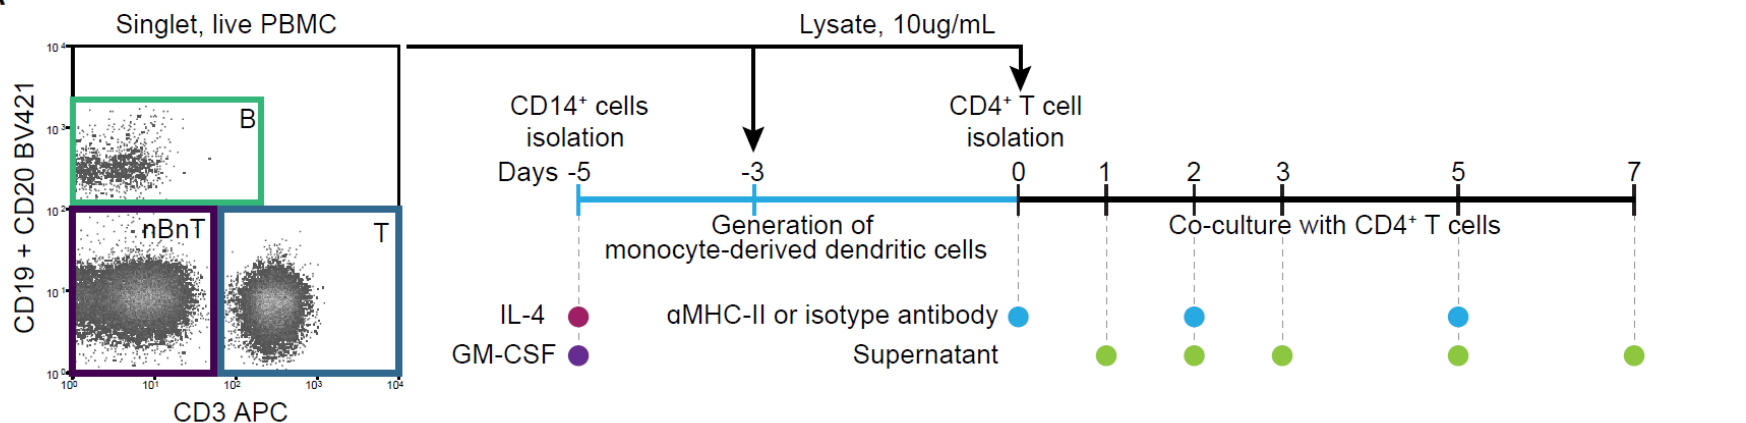 Singlet, live PBMC
Lysate, 10ug/mL
CD19 + CD20 BV421
10⁴
10³
10²
10¹
10⁰
B
nBnT
T
10⁰ 10¹ 10² 10³ 10⁴
CD3 APC
CD14⁺ cells
isolation
CD4⁺ T cell
isolation
Days -5 -3 0 1 2 3 5 7
Generation of
monocyte-derived dendritic cells
Co-culture with CD4⁺ T cells
IL-4
αMHC-II or isotype antibody
GM-CSF
Supernatant